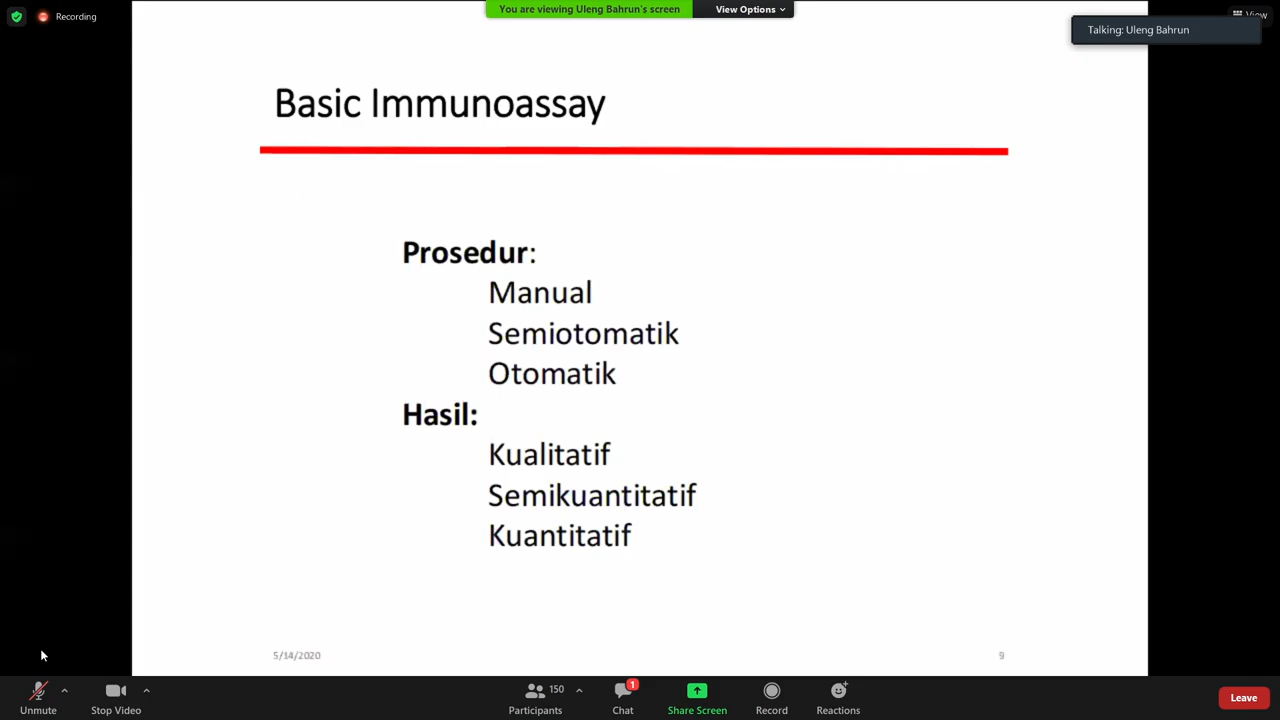 Recording
You are viewing Uleng Bahrun's screen
View Options
View
Talking: Uleng Bahrun
Basic Immunoassay
Prosedur:
Manual
Semiotomatik
Otomatik
Hasil:
Kualitatif
Semikuantitatif
Kuantitatif
5/14/2020
9
Unmute
Stop Video
150
Participants
1
Chat
Share Screen
Record
Reactions
Leave